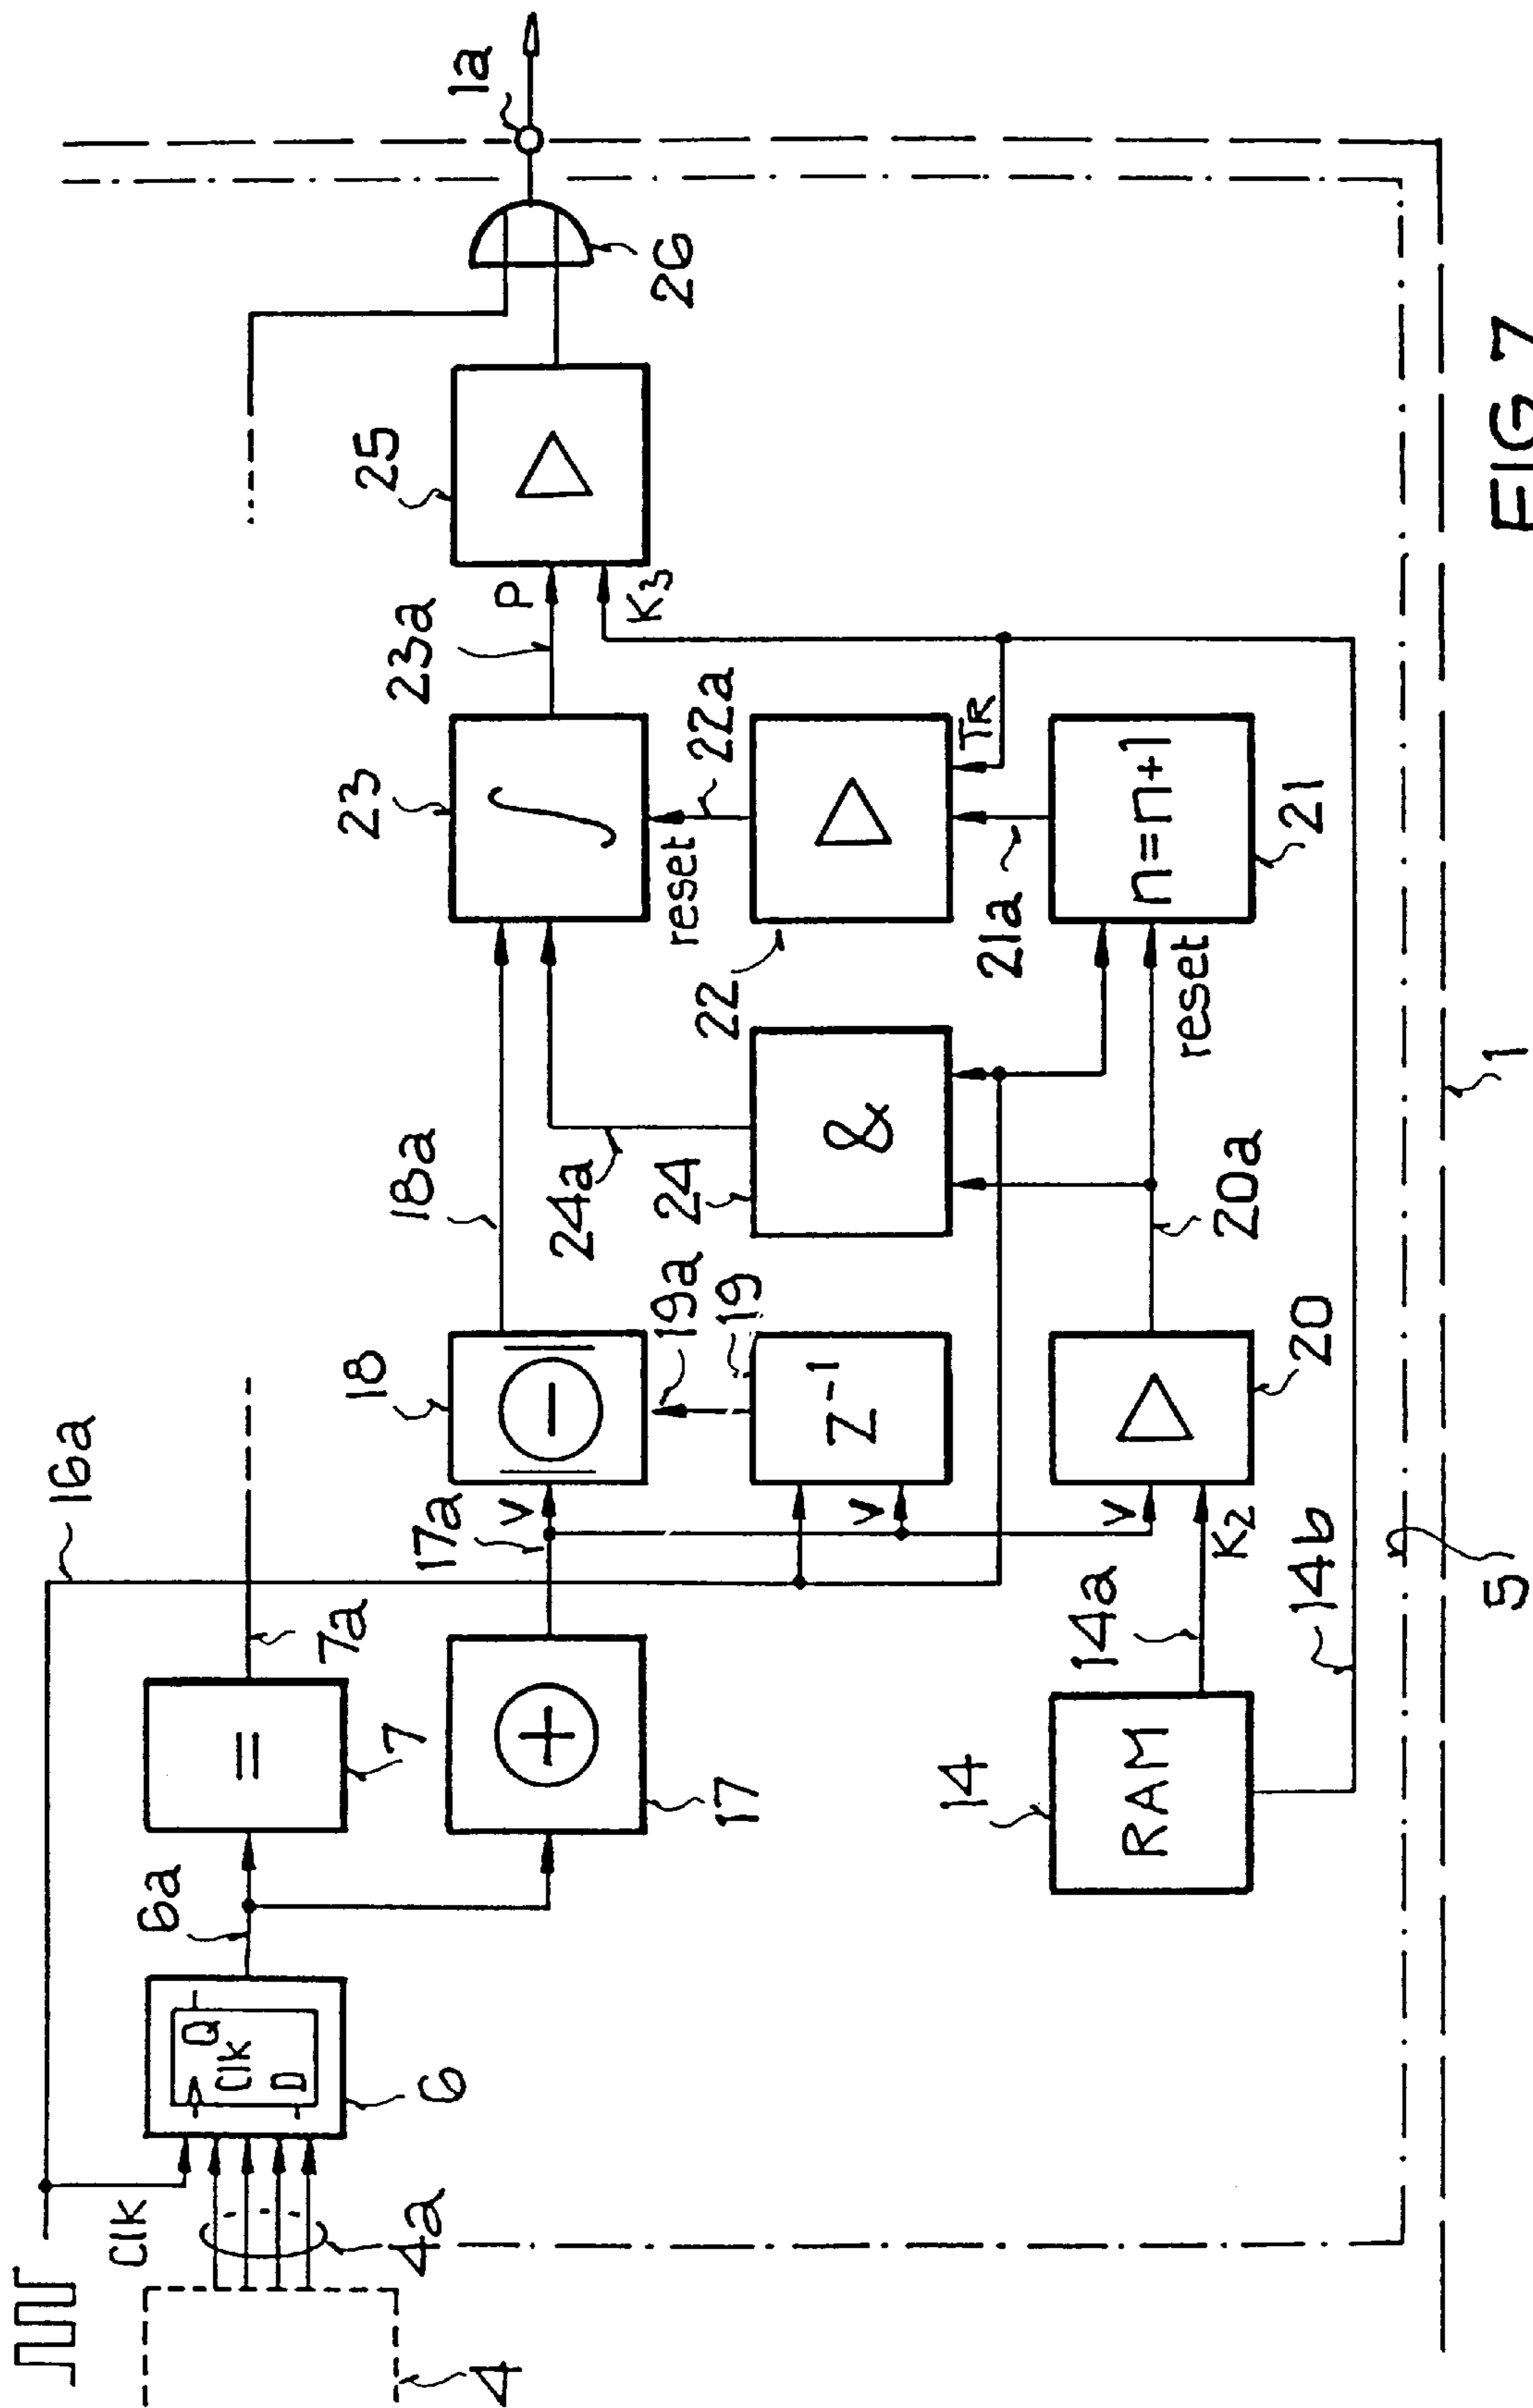 16a
Clk
Q
Clk
D
6
4a
4
6a
=
7
7a
+
17
17a
V
18
−
18a
19a
19
Z⁻¹
V
V
K₂
20
20a
14
RAM
14a
14b
24
&
24a
23
∫
23a
reset
22
22a
TR
21a
n=n+1
21
reset
P
K₃
25
26
1a
5
1
FIG 7